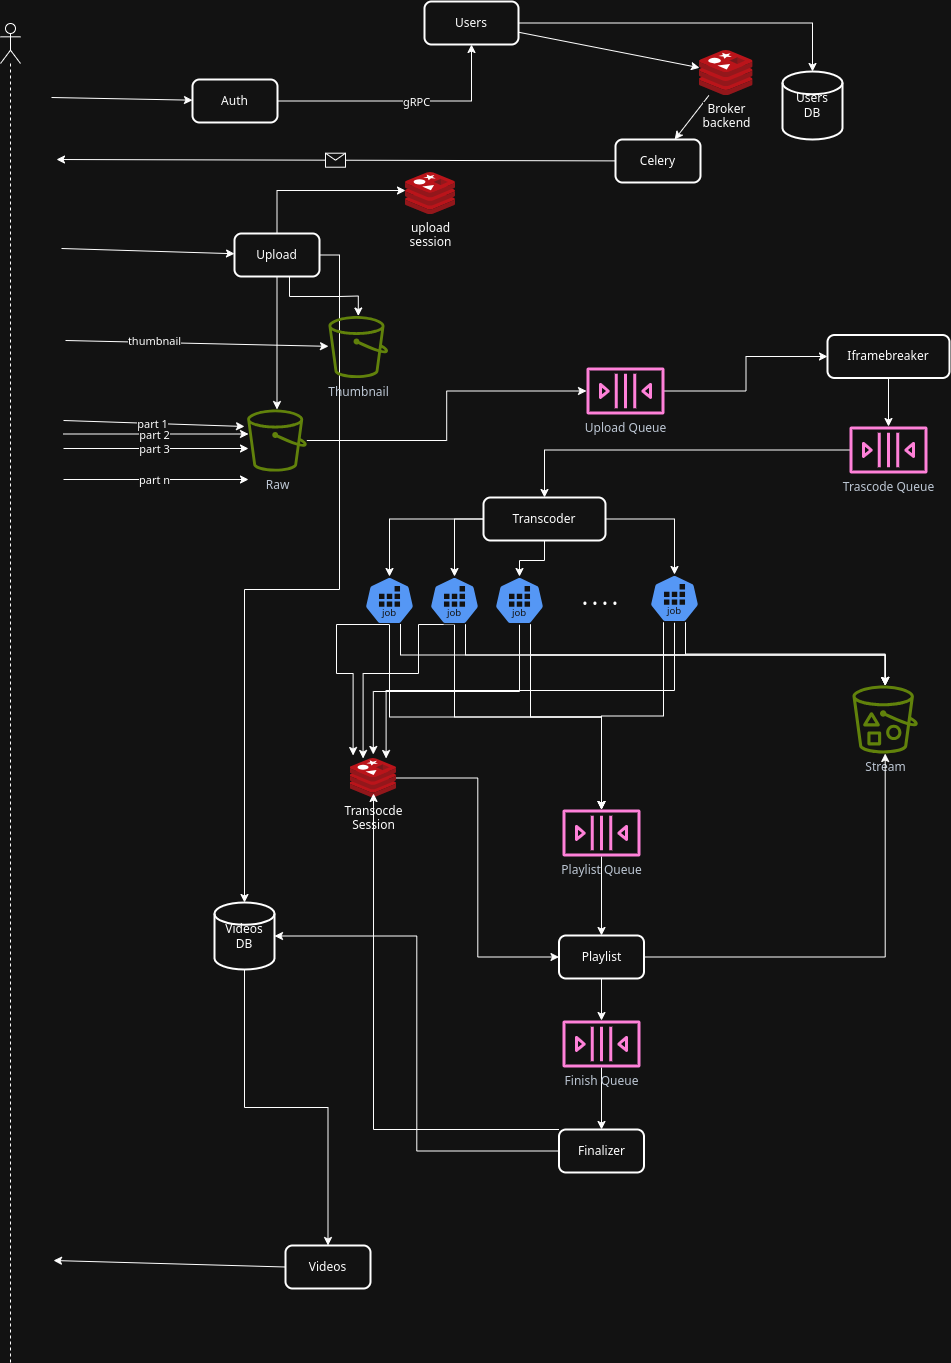 Users
Users
DB
Auth
gRPC
Broker
backend
Celery
upload
session
Upload
thumbnail
Thumbnail
Iframebreaker
Upload Queue
part 1
part 2
part 3
part n
Raw
Trascode Queue
Transcoder
job
job
job
. . . .
job
Stream
Transocde
Session
Playlist Queue
Videos
DB
Playlist
Finish Queue
Finalizer
Videos